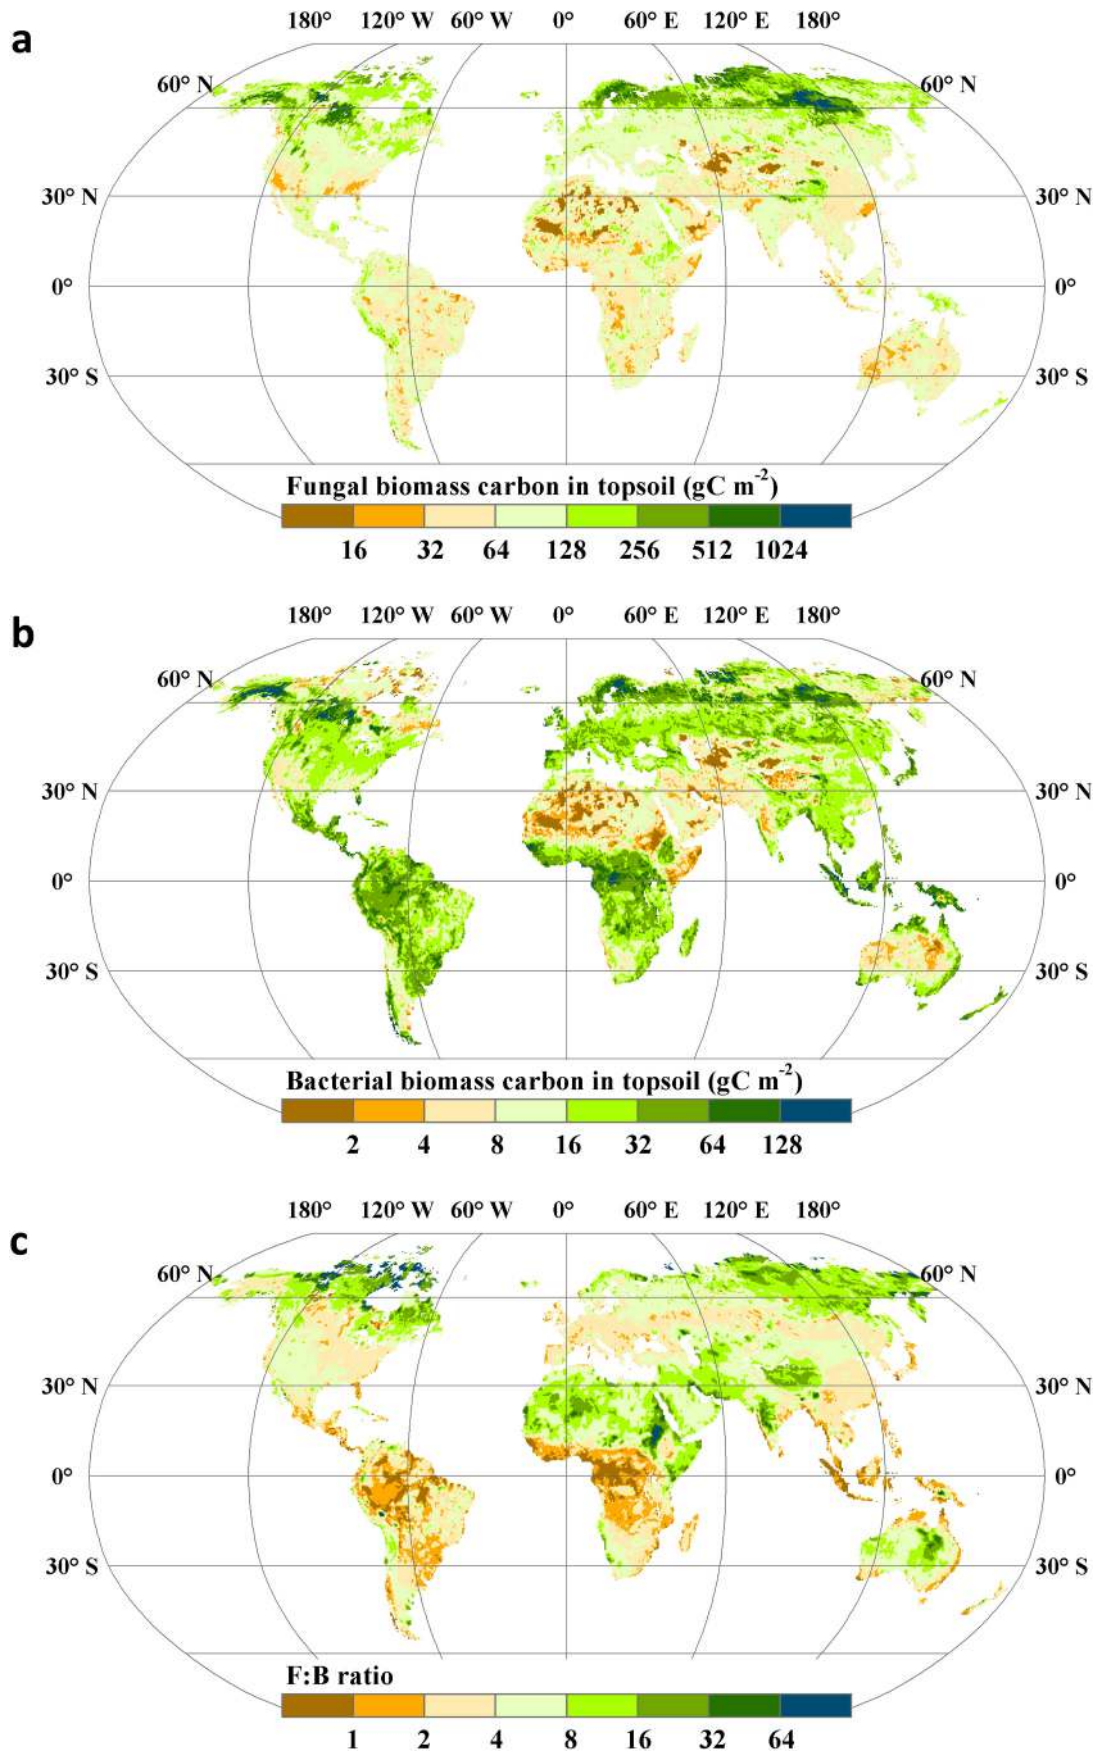 a
180° 120° W 60° W 0° 60° E 120° E 180°
60° N 60° N
30° N 30° N
0° 0°
30° S 30° S
Fungal biomass carbon in topsoil (gC m⁻²)
16 32 64 128 256 512 1024
b
180° 120° W 60° W 0° 60° E 120° E 180°
60° N 60° N
30° N 30° N
0° 0°
30° S 30° S
Bacterial biomass carbon in topsoil (gC m⁻²)
2 4 8 16 32 64 128
c
180° 120° W 60° W 0° 60° E 120° E 180°
60° N 60° N
30° N 30° N
0° 0°
30° S 30° S
F:B ratio
1 2 4 8 16 32 64